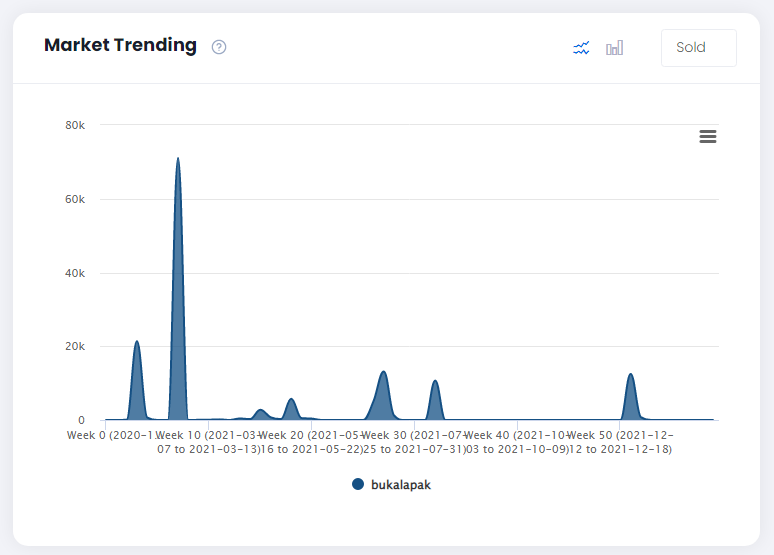 Market Trending
Sold
80k
60k
40k
20k
0
Week 0 (2020-1
Week 10 (2021-03-
07 to 2021-03-13)
Week 20 (2021-05-
16 to 2021-05-22)
Week 30 (2021-07-
25 to 2021-07-31)
Week 40 (2021-10-
03 to 2021-10-09)
Week 50 (2021-12-
12 to 2021-12-18)
bukalapak